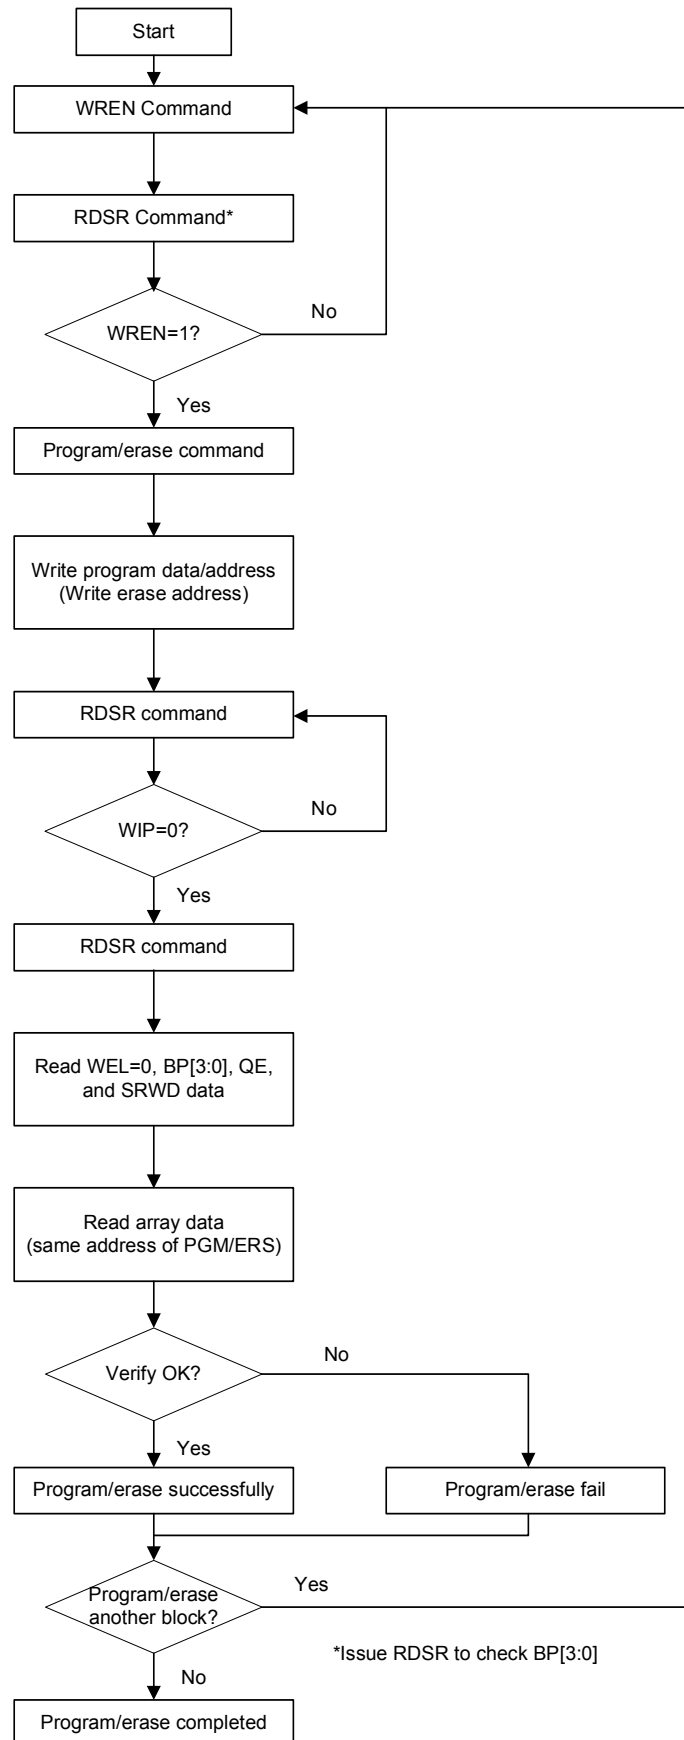 Start
WREN Command
RDSR Command*
WREN=1?
No
Yes
Program/erase command
Write program data/address
(Write erase address)
RDSR command
WIP=0?
No
Yes
RDSR command
Read WEL=0, BP[3:0], QE,
and SRWD data
Read array data
(same address of PGM/ERS)
Verify OK?
No
Yes
Program/erase successfully
Program/erase fail
Program/erase
another block?
Yes
*Issue RDSR to check BP[3:0]
No
Program/erase completed